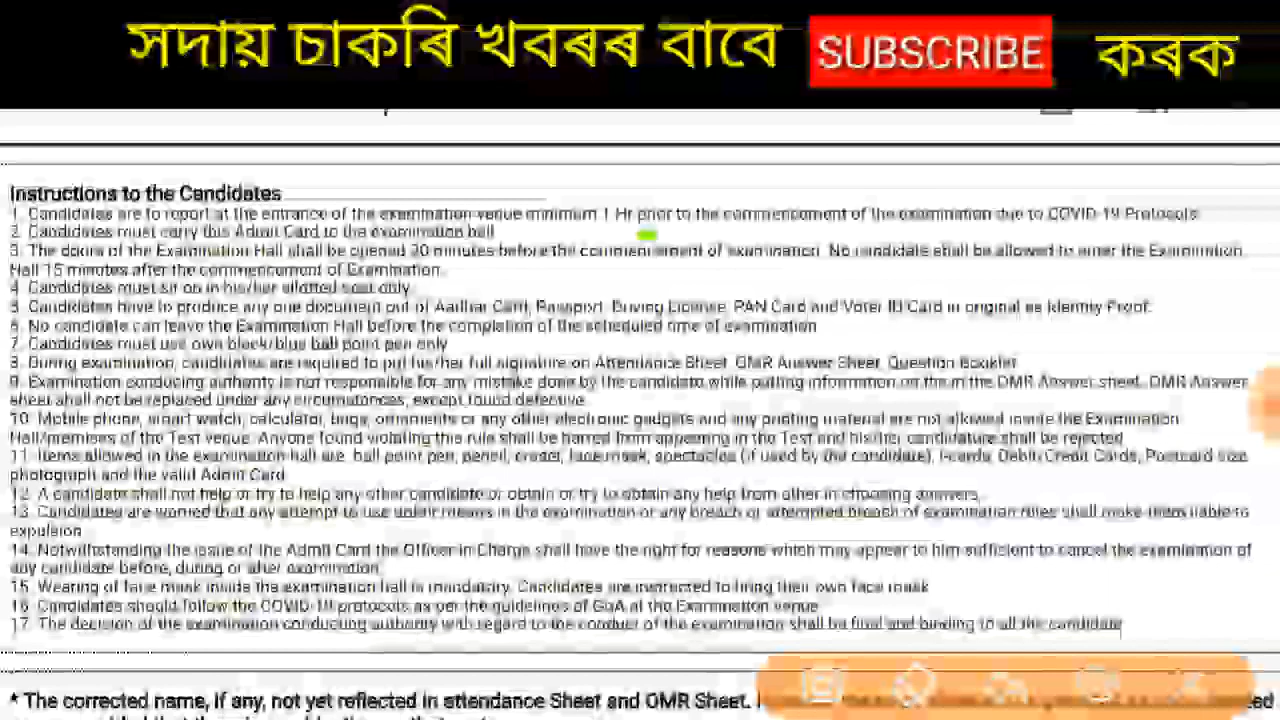 সদায় চাকৰি খবৰৰ বাবে SUBSCRIBE কৰক
Instructions to the Candidates
1. Candidates are to report at the entrance of the examination venue minimum 1 Hr prior to the commencement of the examination due to COVID-19 Protocols
2. Candidates must carry this Admit Card to the examination hall
3. The doors of the Examination Hall shall be opened minutes before the commencement of examination. No candidate shall be allowed to enter the Examination
Hall 15 minutes after the commencement of Examination.
4. Candidates must sit on in his/her allotted seat only
5. Candidates have to produce any one document out of Aadhar Card, Passport, Driving License, PAN Card and Voter ID Card in original as Identity Proof.
6. No candidate can leave the Examination Hall before the completion of the scheduled time of examination
7. Candidates must use own black/blue ball point pen only
8. During examination, candidates are required to put his/her full signature on Attendance Sheet, OMR Answer Sheet, Question Booklet
9. Examination conducing authority is not responsible for any mistake done by the candidate while putting information on them the OMR Answer sheet. OMR Answer
sheet shall not be replaced under any circumstances, except found defective.
10. Mobile phone, smart watch, calculator, bags, ornaments or any other electronic gadgets and any printing material are not allowed inside the Examination
Hall/members of the Test venue. Anyone found violating this rule shall be barred from appearing in the Test and his/her candidature shall be rejected
11. Items allowed in the examination hall are: ball point pen, pencil, eraser, facemask, spectacles (if used by the candidate), I-cards, Debit/Credit Cards, Postcard size
photograph and the valid Admit Card
12. A candidate shall not help or try to help any other candidate or obtain or try to obtain any help from other in choosing answers.
13. Candidates are warned that any attempt to use unfair means in the examination or any breach or attempted breach of examination rules shall make them liable to
expulsion
14. Notwithstanding the issue of the Admit Card the Officer in Charge shall have the right for reasons which may appear to him sufficient to cancel the examination of
any candidate before, during or after examination.
15. Wearing of face mask inside the examination hall is mandatory. Candidates are instructed to bring their own face mask
16. Candidates should follow the COVID-19 protocols as per the guidelines of GoA at the Examination venue
17. The decision of the examination conducting authority with regard to the conduct of the examination shall be final and binding to all the candidate
* The corrected name, if any, not yet reflected in attendance Sheet and OMR Sheet.